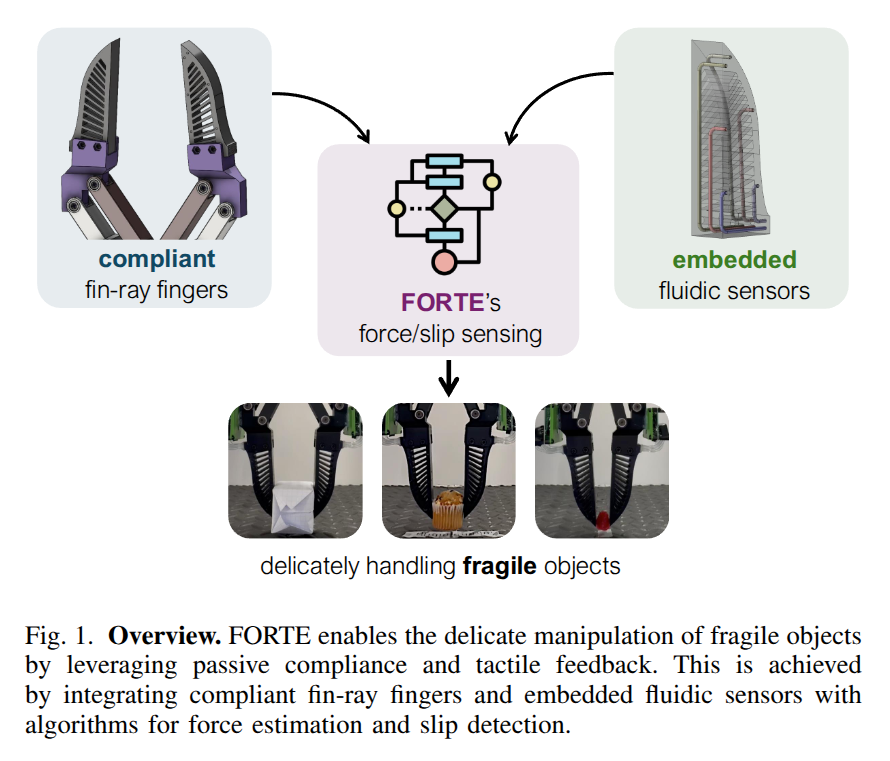 compliant
fin-ray fingers
embedded
fluidic sensors
FORTE's
force/slip sensing
delicately handling fragile objects
Fig. 1. Overview. FORTE enables the delicate manipulation of fragile objects
by leveraging passive compliance and tactile feedback. This is achieved
by integrating compliant fin-ray fingers and embedded fluidic sensors with
algorithms for force estimation and slip detection.